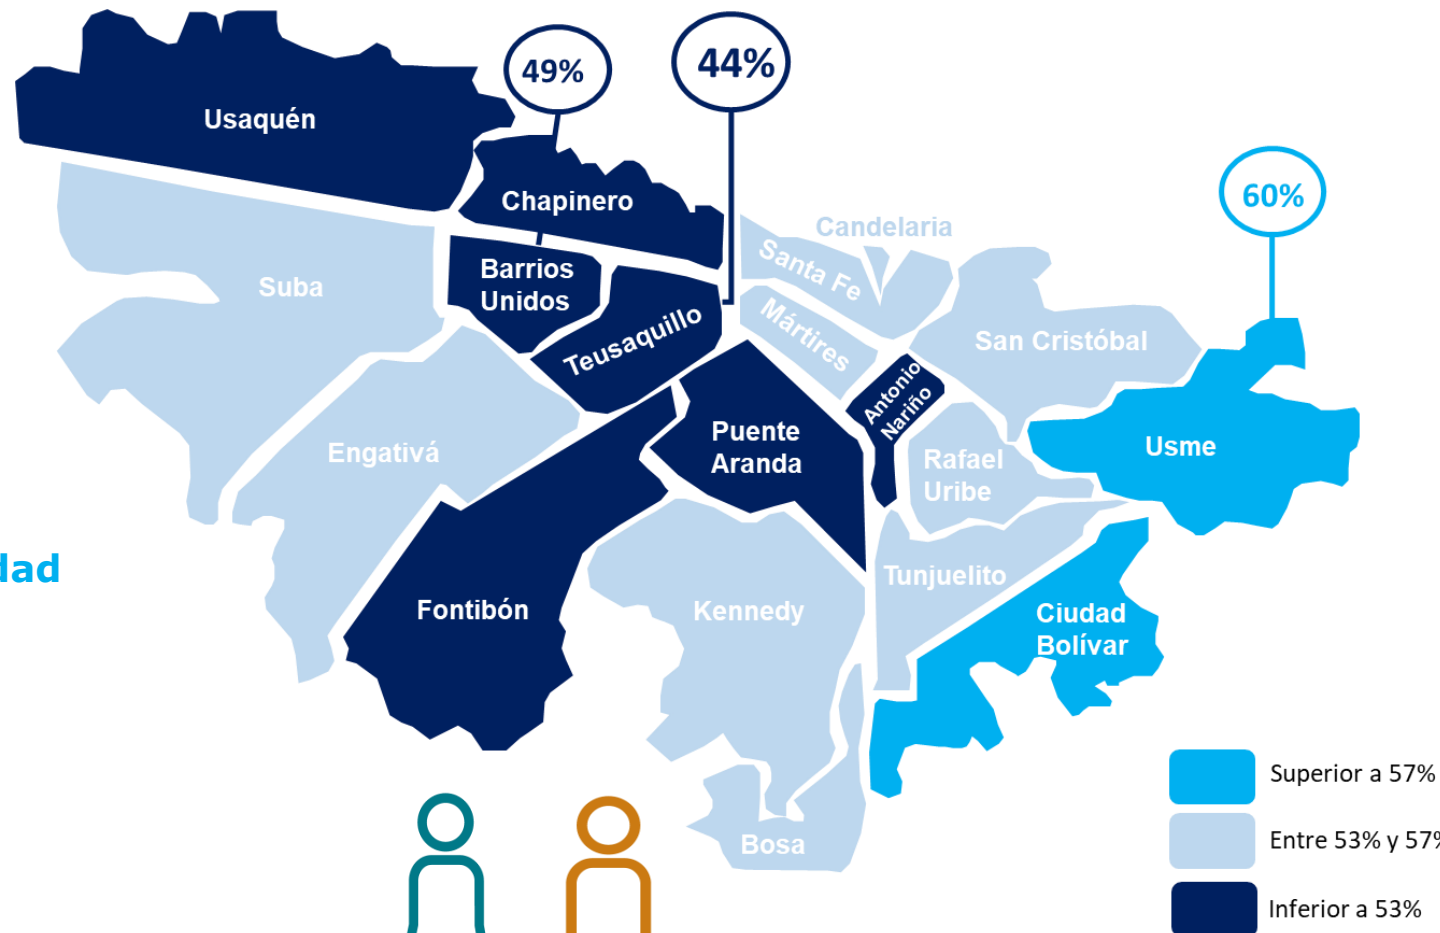 49%
44%
60%
Usaquén
Chapinero
Candelaria
Santa Fe
Suba
Barrios
Unidos
Teusaquillo
Mártires
San Cristóbal
Antonio
Nariño
Engativá
Puente
Aranda
Rafael
Uribe
Usme
dad
Fontibón
Kennedy
Tunjuelito
Ciudad
Bolívar
Bosa
Superior a 57%
Entre 53% y 57%
Inferior a 53%